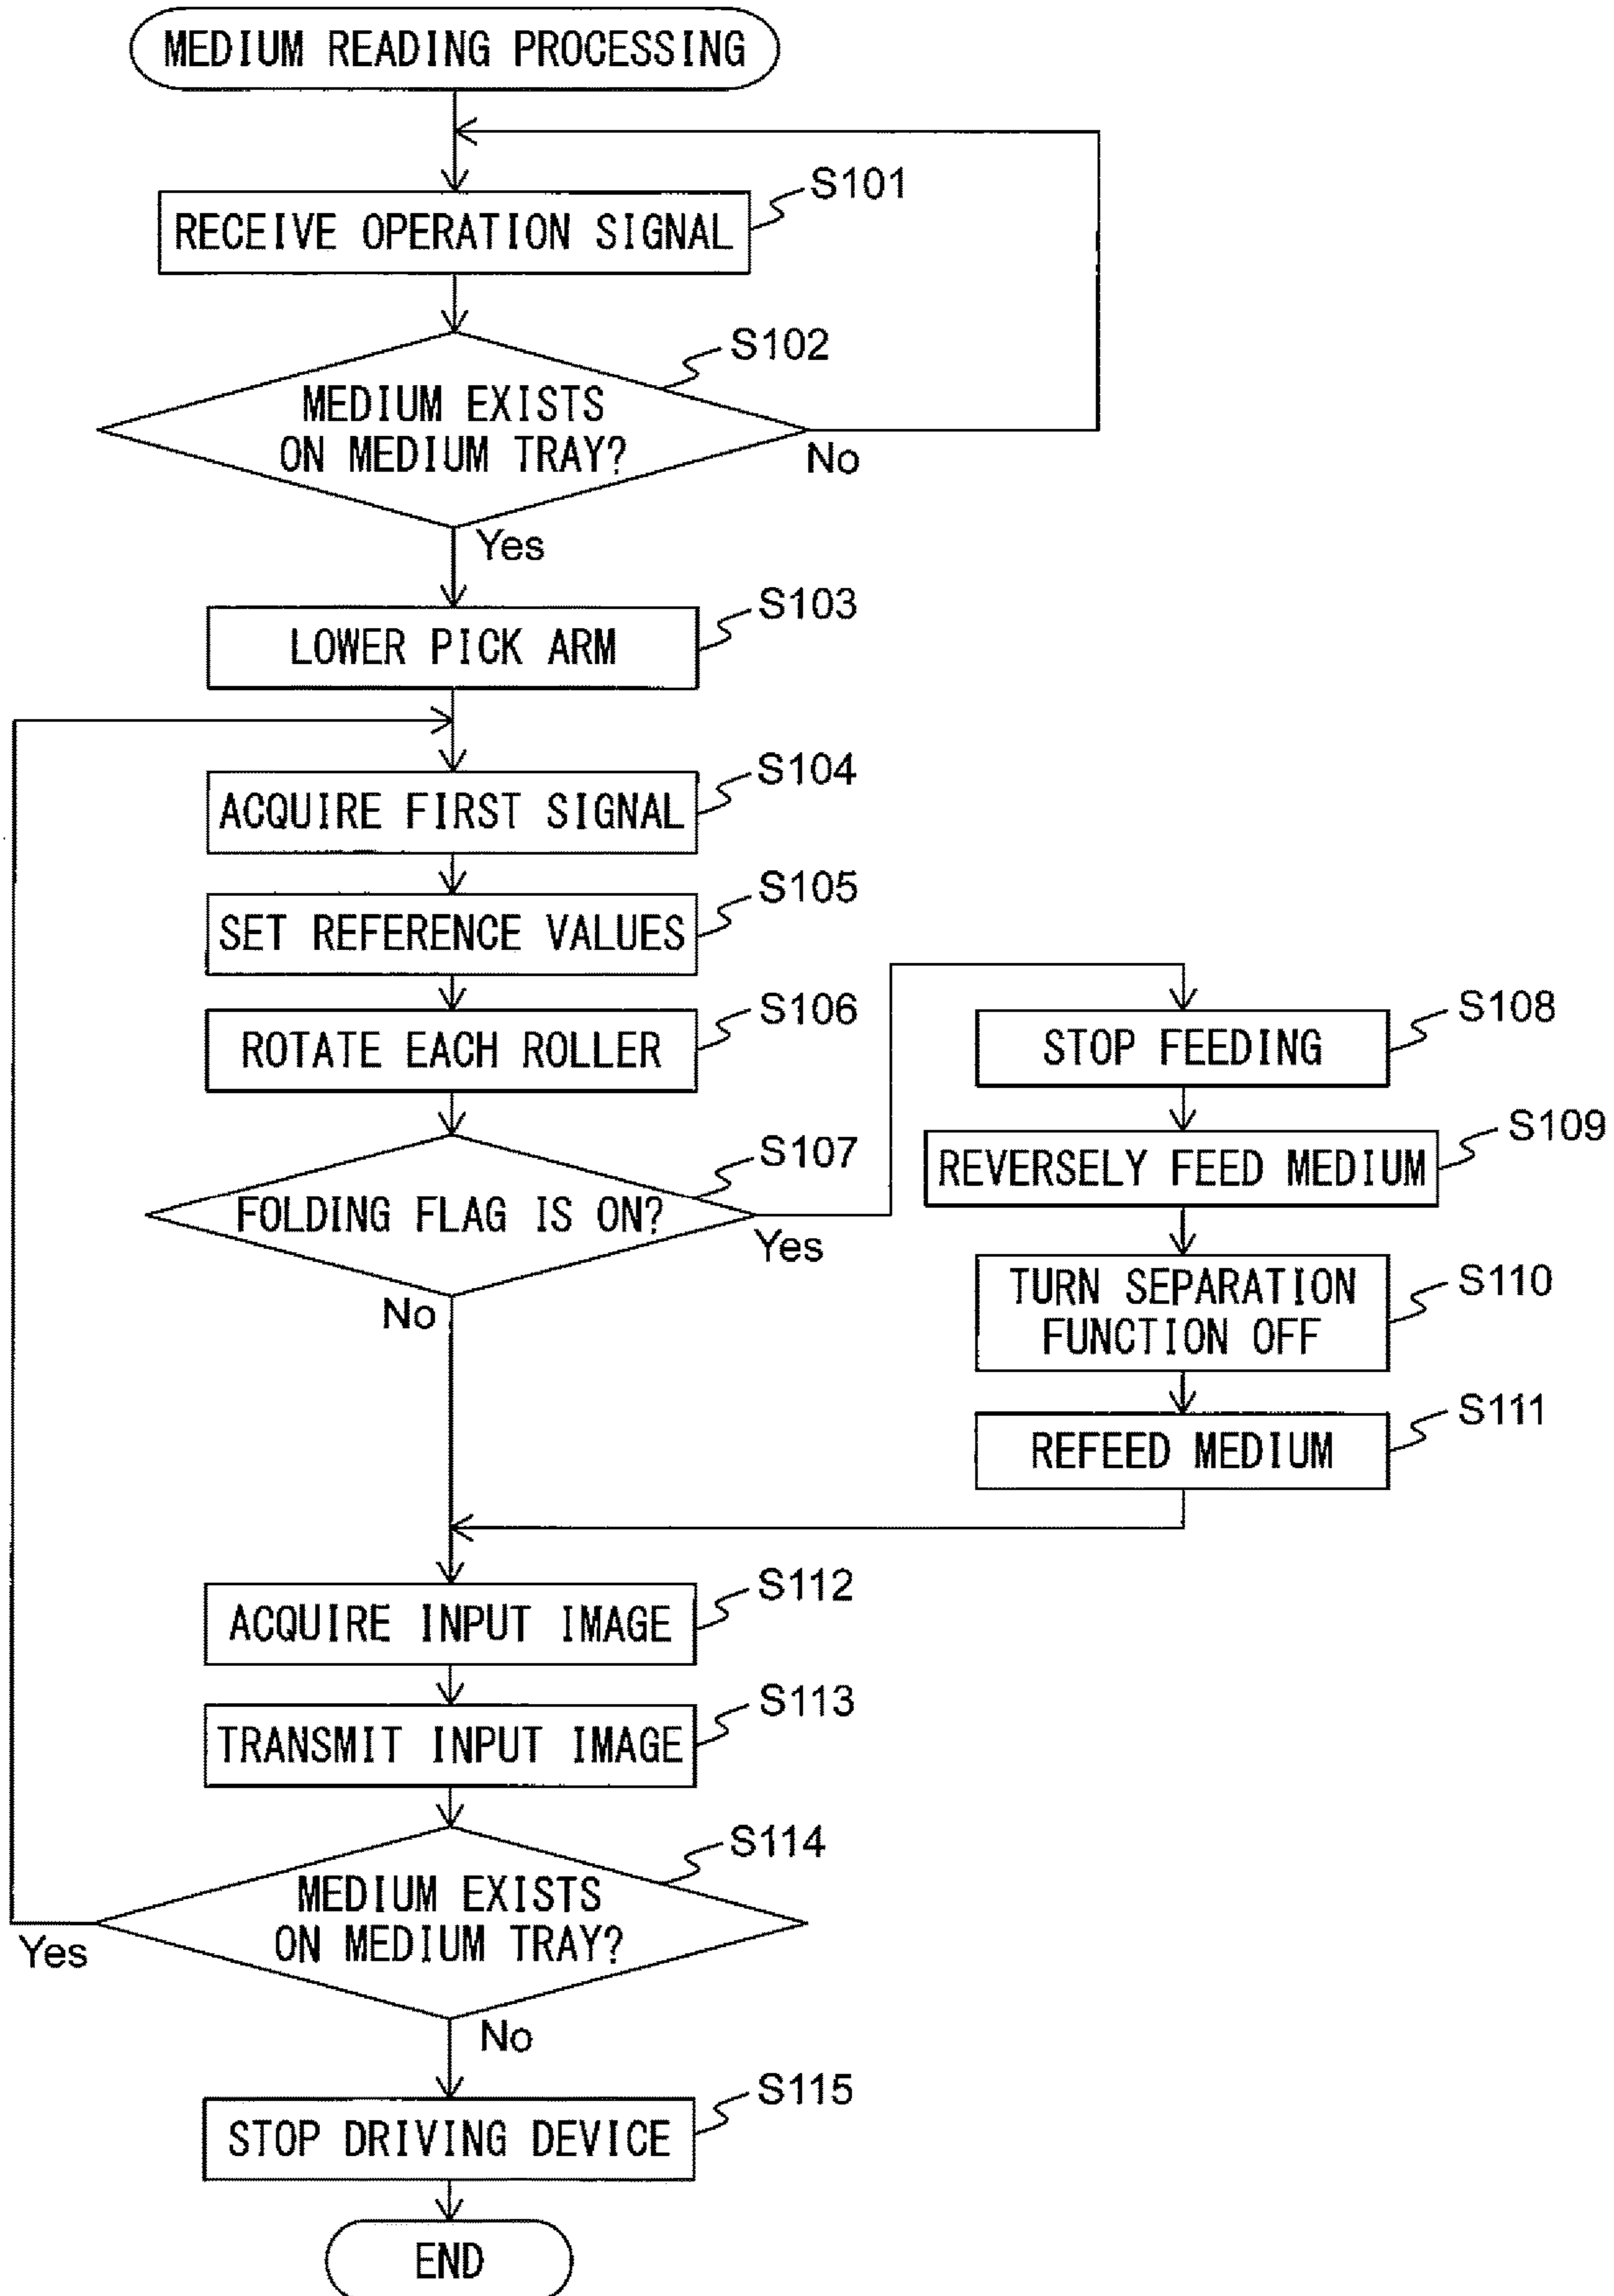 MEDIUM READING PROCESSING
S101
RECEIVE OPERATION SIGNAL
S102
MEDIUM EXISTS
ON MEDIUM TRAY?
No
Yes
S103
LOWER PICK ARM
S104
ACQUIRE FIRST SIGNAL
S105
SET REFERENCE VALUES
S106
ROTATE EACH ROLLER
S107
FOLDING FLAG IS ON?
Yes
No
S108
STOP FEEDING
S109
REVERSELY FEED MEDIUM
S110
TURN SEPARATION
FUNCTION OFF
S111
REFEED MEDIUM
S112
ACQUIRE INPUT IMAGE
S113
TRANSMIT INPUT IMAGE
S114
MEDIUM EXISTS
ON MEDIUM TRAY?
Yes
No
S115
STOP DRIVING DEVICE
END